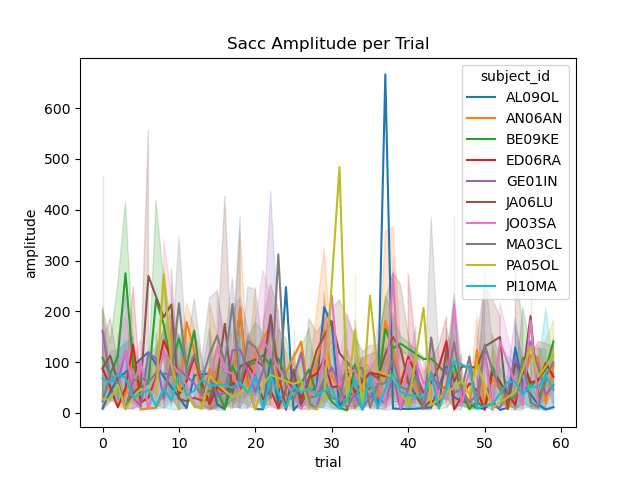 Sacc Amplitude per Trial
subject_id
AL09OL
AN06AN
BE09KE
ED06RA
GE01IN
JA06LU
JO03SA
MA03CL
PA05OL
PI10MA
amplitude
600
500
400
300
200
100
0
0 10 20 30 40 50 60
trial